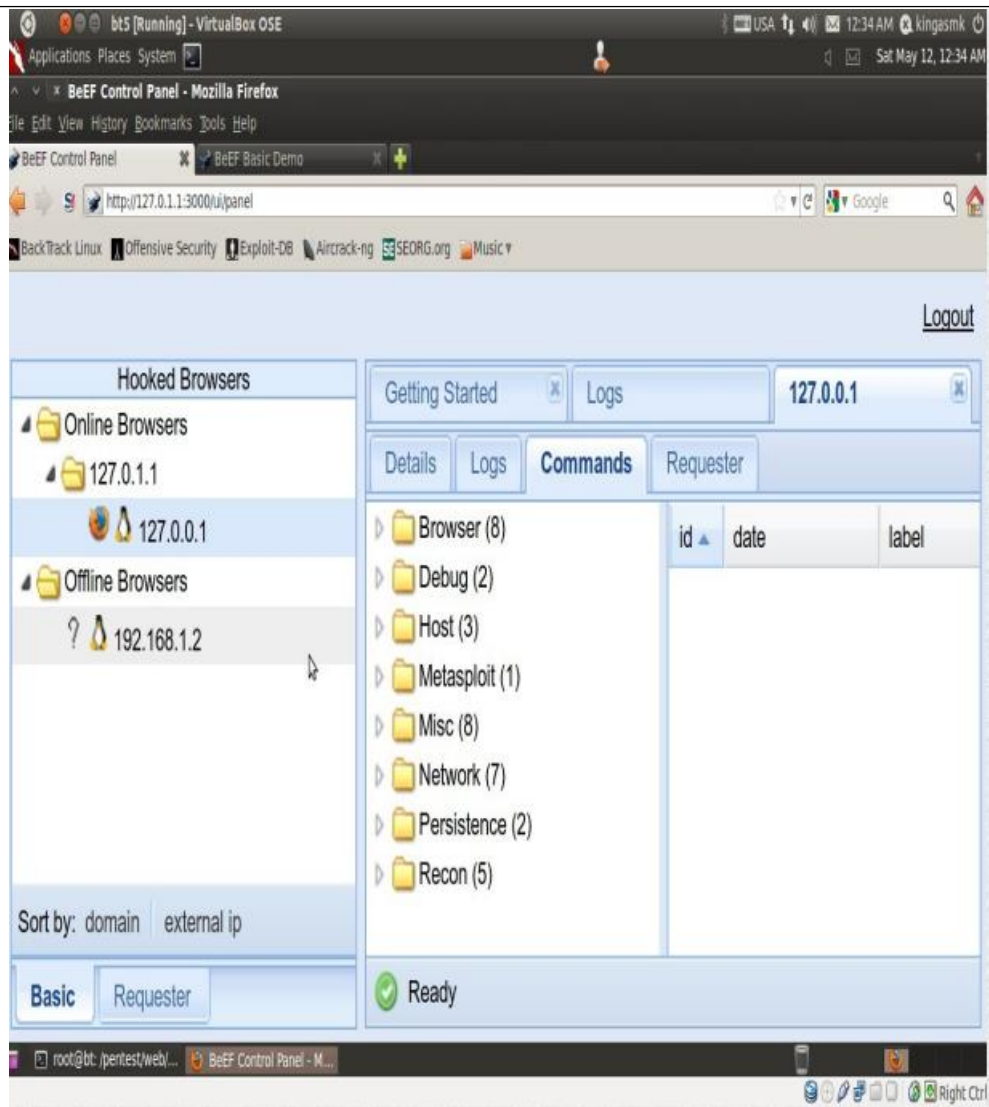 bt5 [Running] - VirtualBox OSE
USA 12:34 AM kingasmk
Applications Places System
Sat May 12, 12:34 AM
BeEF Control Panel - Mozilla Firefox
File Edit View History Bookmarks Tools Help
BeEF Control Panel
BeEF Basic Demo
http://127.0.1.1:3000/ui/panel
Google
BackTrack Linux Offensive Security Exploit-DB Aircrack-ng SEORG.org Music
Logout
Hooked Browsers
Online Browsers
127.0.1.1
127.0.0.1
Offline Browsers
? 192.168.1.2
Sort by: domain external ip
Basic Requester
Getting Started Logs 127.0.0.1
Details Logs Commands Requester
Browser (8)
Debug (2)
Host (3)
Metasploit (1)
Misc (8)
Network (7)
Persistence (2)
Recon (5)
id date label
Ready
root@bt: /pentest/web/... BeEF Control Panel - M...
Right Ctrl